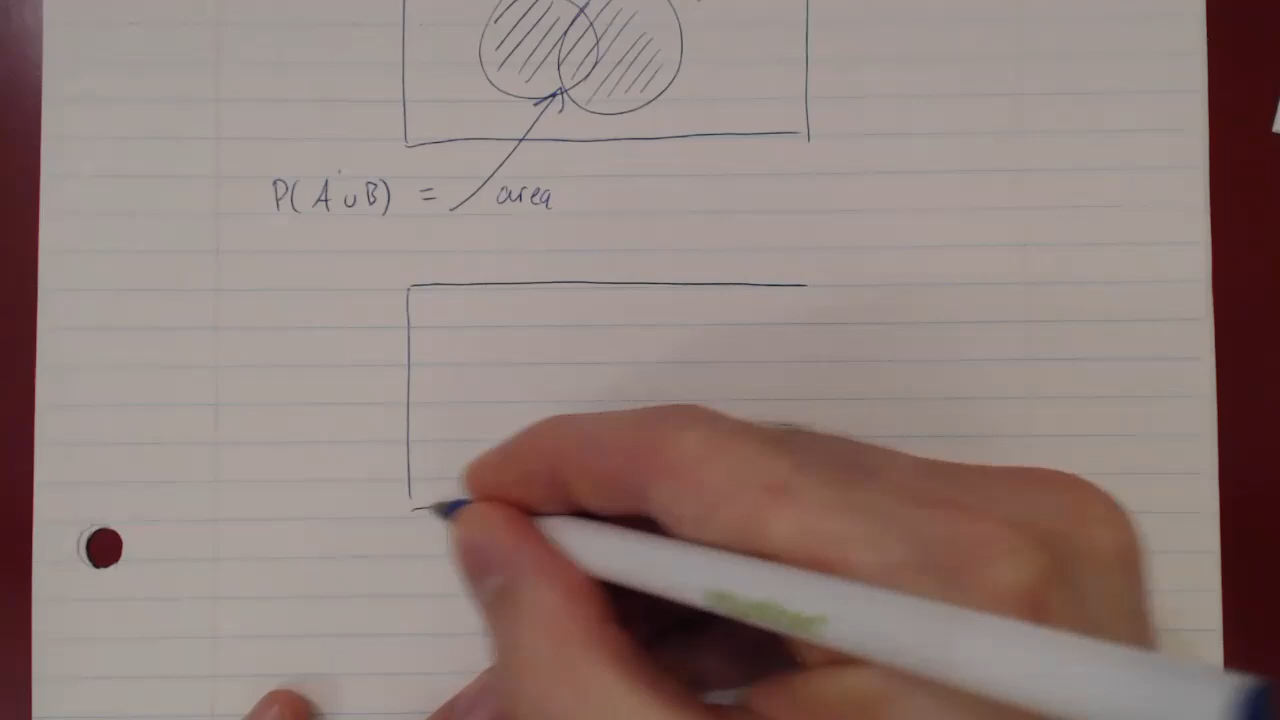 P( A ∪ B ) = area